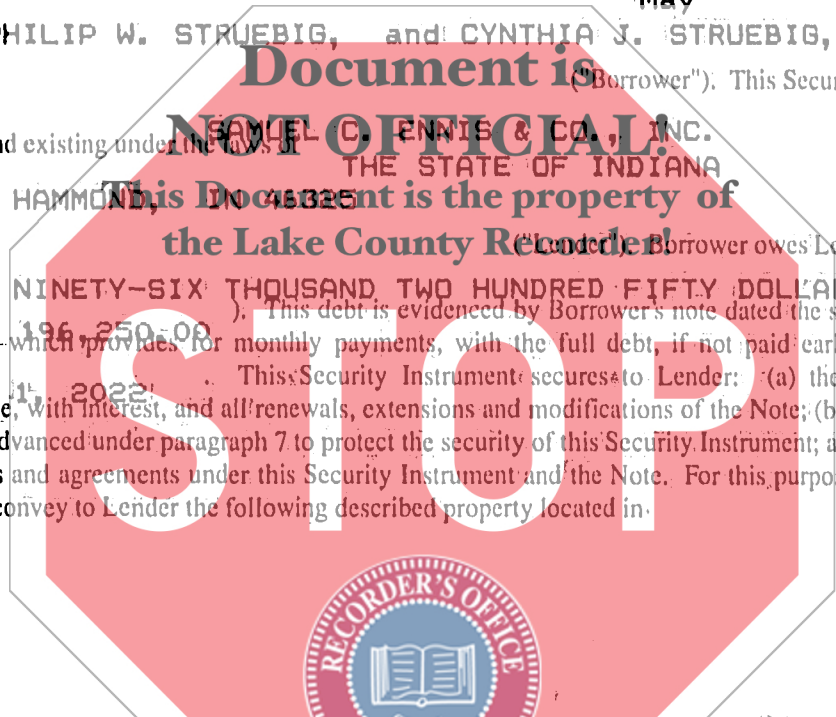 May
HILIP W. STRUEBIG, and CYNTHIA J. STRUEBIG,
Document is
("Borrower"). This Secur
NOT OFFICIAL!
SAMUEL C. ENNIS & CO., INC.
d existing under the laws of
THE STATE OF INDIANA
This Document is the property of
HAMMOND, IN 46325
the Lake County Recorder!
("Lender"). Borrower owes Le
NINETY-SIX THOUSAND TWO HUNDRED FIFTY DOLLA
). This debt is evidenced by Borrower's note dated the s
196,250.00
which provides for monthly payments, with the full debt, if not paid earl
This Security Instrument secures to Lender: (a) the
1, 2022
e, with interest, and all renewals, extensions and modifications of the Note; (b
dvanced under paragraph 7 to protect the security of this Security Instrument; a
s and agreements under this Security Instrument and the Note. For this purpo
convey to Lender the following described property located in
STOP
RECORDER'S OFFICE